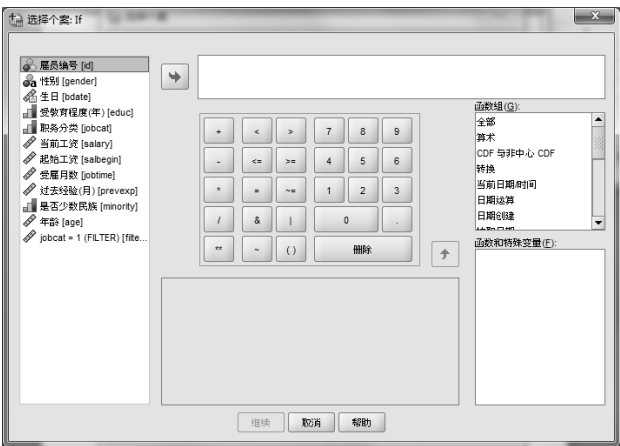 选择个案: If
雇员编号 [id]
性别 [gender]
生日 [bdate]
受教育程度(年) [educ]
职务分类 [jobcat]
当前工资 [salary]
起始工资 [salbegin]
受雇月数 [jobtime]
过去经验(月) [prevexp]
是否少数民族 [minority]
年龄 [age]
jobcat = 1 (FILTER) [filte...
+ < > 7 8 9
- <= >= 4 5 6
* = ~= 1 2 3
/ & | 0 .
** ~ ( ) 删除
函数组(G):
全部
算术
CDF 与非中心 CDF
转换
当前日期/时间
日期运算
日期创建
函数和特殊变量(F):
继续 取消 帮助